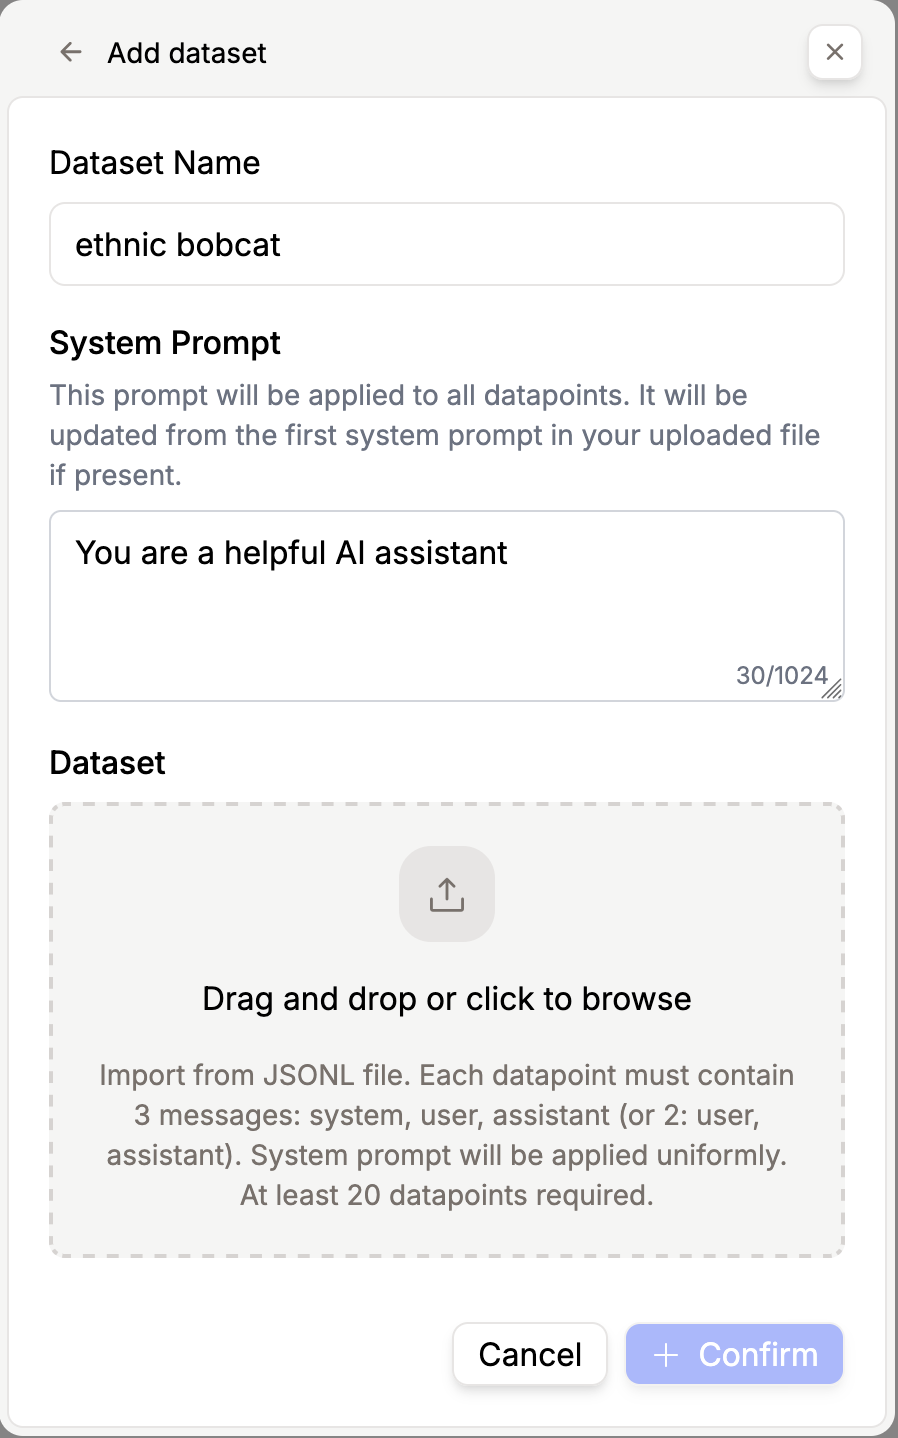 Add dataset
Dataset Name
ethnic bobcat
System Prompt
This prompt will be applied to all datapoints. It will be
updated from the first system prompt in your uploaded file
if present.
You are a helpful AI assistant
30/1024
Dataset
Drag and drop or click to browse
Import from JSONL file. Each datapoint must contain
3 messages: system, user, assistant (or 2: user,
assistant). System prompt will be applied uniformly.
At least 20 datapoints required.
Cancel
Confirm